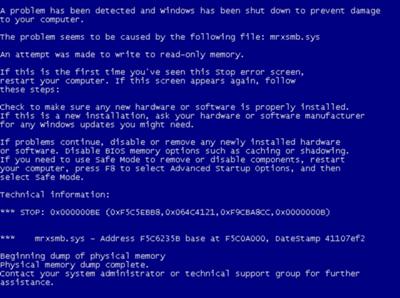 A problem has been detected and Windows has been shut down to prevent damage
to your computer.
The problem seems to be caused by the following file: mrxsmb.sys
An attempt was made to write to read-only memory.
If this is the first time you've seen this Stop error screen,
restart your computer. If this screen appears again, follow
these steps:
Check to make sure any new hardware or software is properly installed.
If this is a new installation, ask your hardware or software manufacturer
for any Windows updates you might need.
If problems continue, disable or remove any newly installed hardware
or software. Disable BIOS memory options such as caching or shadowing.
If you need to use Safe Mode to remove or disable components, restart
your computer, press F8 to select Advanced Startup Options, and then
select Safe Mode.
Technical information:
*** STOP: 0x000000BE (0xF5C5EBB8,0x064C4121,0xF9CBA8CC,0x0000000B)
*** mrxsmb.sys - Address F5C6235B base at F5C0A000, DateStamp 41107ef2
Beginning dump of physical memory
Physical memory dump complete.
Contact your system administrator or technical support group for further
assistance.